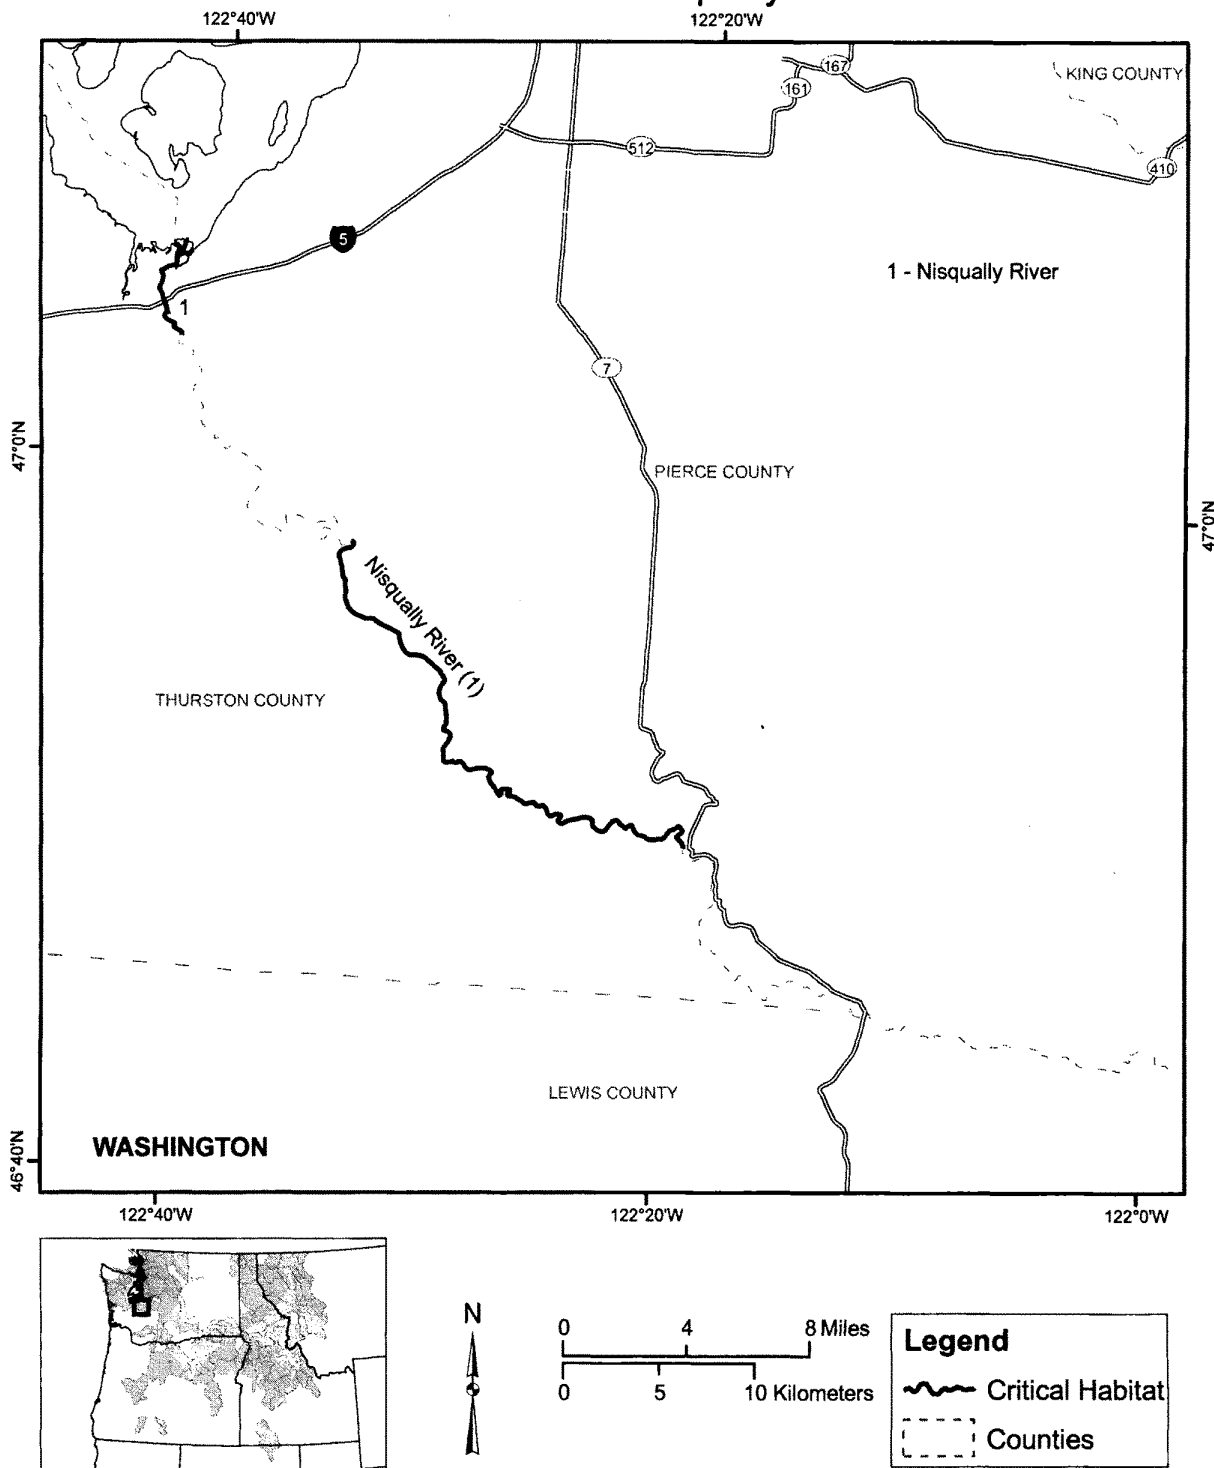 122°40'W
122°20'W
KING COUNTY
167
161
512
410
5
1 - Nisqually River
1
7
47°0'N
PIERCE COUNTY
47°0'N
Nisqually River (1)
THURSTON COUNTY
LEWIS COUNTY
WASHINGTON
46°40'N
122°40'W
122°20'W
122°0'W
N
0 4 8 Miles
0 5 10 Kilometers
Legend
Critical Habitat
Counties